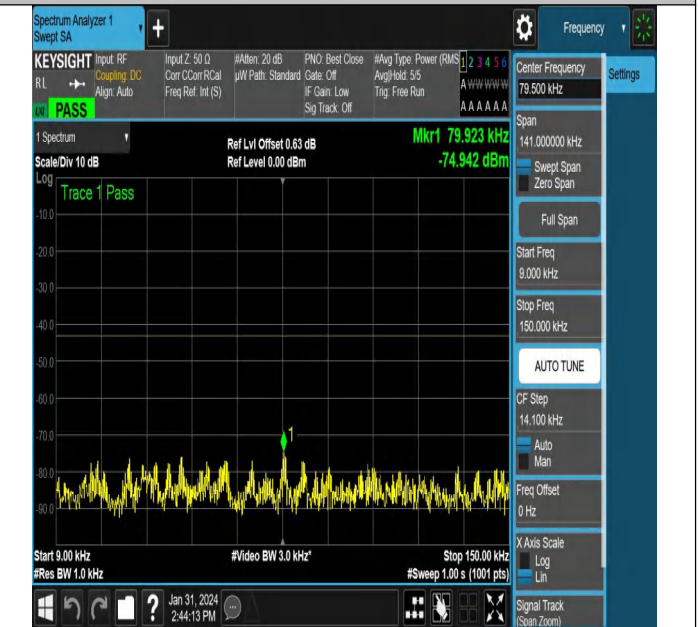 Spectrum Analyzer 1
Swept SA
+
Frequency
KEYSIGHT
RL
Input: RF
Coupling: DC
Align: Auto
Input Z: 50 Ω
Corr CCorr RCal
Freq Ref: Int (S)
#Atten: 20 dB
µW Path: Standard
PNO: Best Close
Gate: Off
IF Gain: Low
Sig Track: Off
#Avg Type: Power (RMS
Avg|Hold: 5/5
Trig: Free Run
1 2 3 4 5 6
A W W W W W
A A A A A A
PASS
1 Spectrum
Scale/Div 10 dB
Ref Lvl Offset 0.63 dB
Ref Level 0.00 dBm
Mkr1 79.923 kHz
-74.942 dBm
Log
Trace 1 Pass
-10.0
-20.0
-30.0
-40.0
-50.0
-60.0
-70.0
-80.0
-90.0
1
Start 9.00 kHz
#Res BW 1.0 kHz
#Video BW 3.0 kHz*
Stop 150.00 kHz
#Sweep 1.00 s (1001 pts)
?
Jan 31, 2024
2:44:13 PM
Center Frequency
79.500 kHz
Settings
Span
141.000000 kHz
Swept Span
Zero Span
Full Span
Start Freq
9.000 kHz
Stop Freq
150.000 kHz
AUTO TUNE
CF Step
14.100 kHz
Auto
Man
Freq Offset
0 Hz
X Axis Scale
Log
Lin
Signal Track
(Span Zoom)